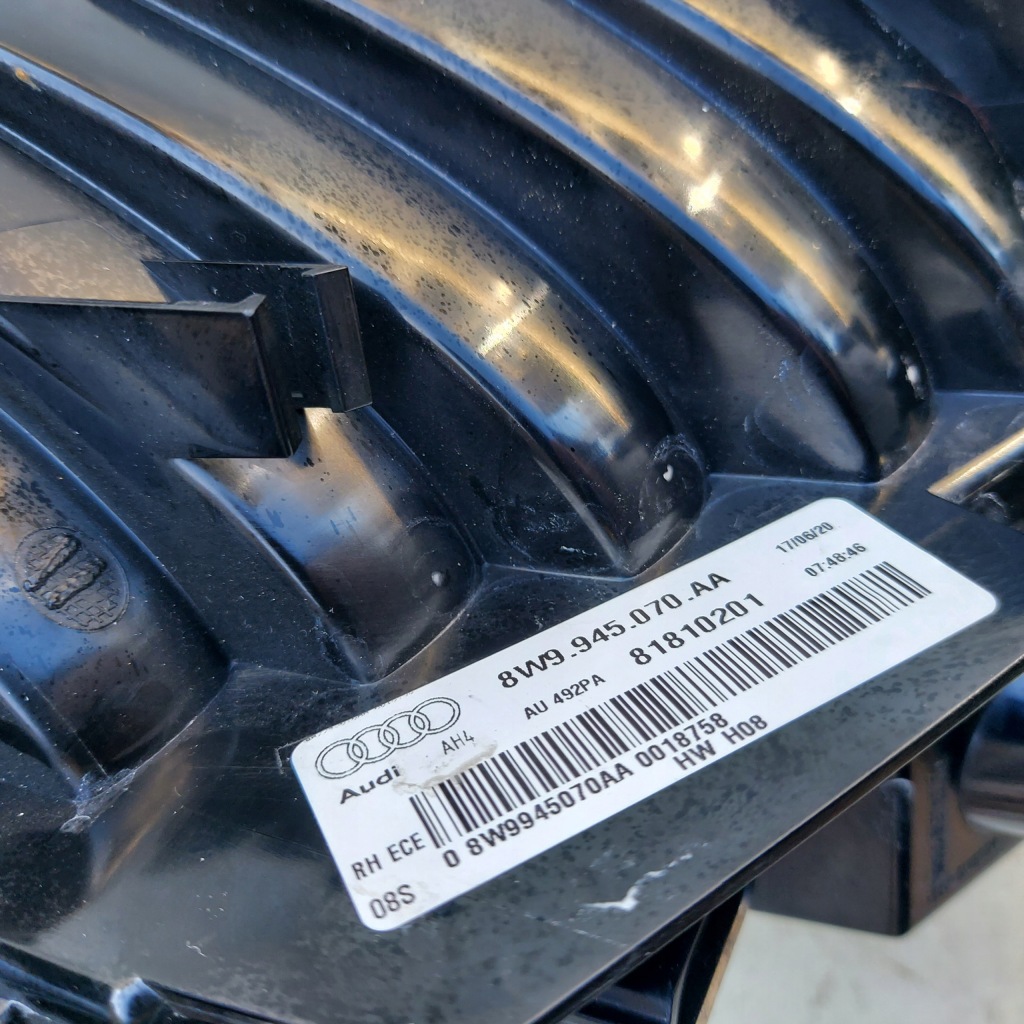 8W9.945.070.AA
17/06/20
07:48:46
AU 492PA
81810201
AH4
Audi
0 8W9945070AA 0018758
HW H08
RH ECE
08S